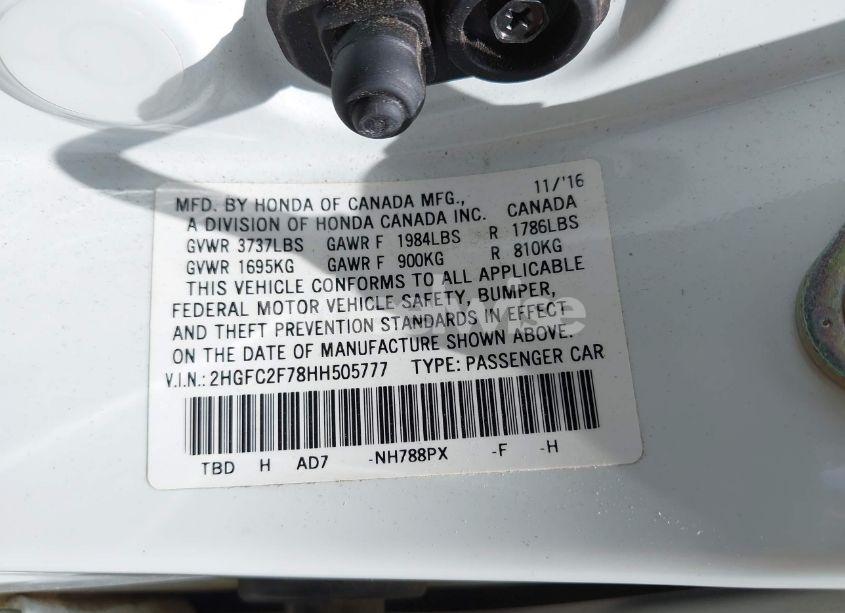 11/'16
MFD. BY HONDA OF CANADA MFG.,
A DIVISION OF HONDA CANADA INC. CANADA
GVWR 3737LBS GAWR F 1984LBS R 1786LBS
GVWR 1695KG GAWR F 900KG R 810KG
THIS VEHICLE CONFORMS TO ALL APPLICABLE
FEDERAL MOTOR VEHICLE SAFETY, BUMPER,
AND THEFT PREVENTION STANDARDS IN EFFECT
ON THE DATE OF MANUFACTURE SHOWN ABOVE.
V.I.N.: 2HGFC2F78HH505777 TYPE: PASSENGER CAR
TBD H AD7 -NH788PX -F -H